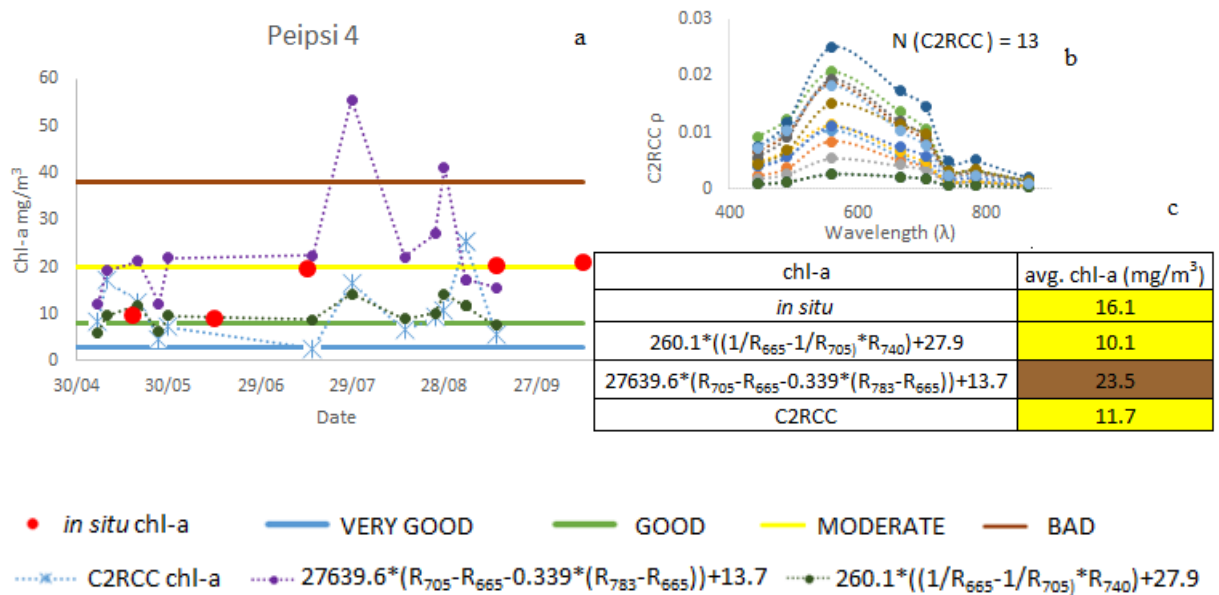 Peipsi 4
a
Chl-a mg/m³
60
50
40
30
20
10
0
30/04 30/05 29/06 29/07 28/08 27/09
Date
N (C2RCC) = 13
b
C2RCC ρ
0.03
0.02
0.01
0
400 600 800
Wavelength (λ)
c
chl-a avg. chl-a (mg/m³)
in situ 16.1
260.1*((1/R₆₆₅-1/R₇₀₅)*R₇₄₀)+27.9 10.1
27639.6*(R₇₀₅-R₆₆₅-0.339*(R₇₈₃-R₆₆₅))+13.7 23.5
C2RCC 11.7
in situ chl-a VERY GOOD GOOD MODERATE BAD
C2RCC chl-a 27639.6*(R₇₀₅-R₆₆₅-0.339*(R₇₈₃-R₆₆₅))+13.7 260.1*((1/R₆₆₅-1/R₇₀₅)*R₇₄₀)+27.9